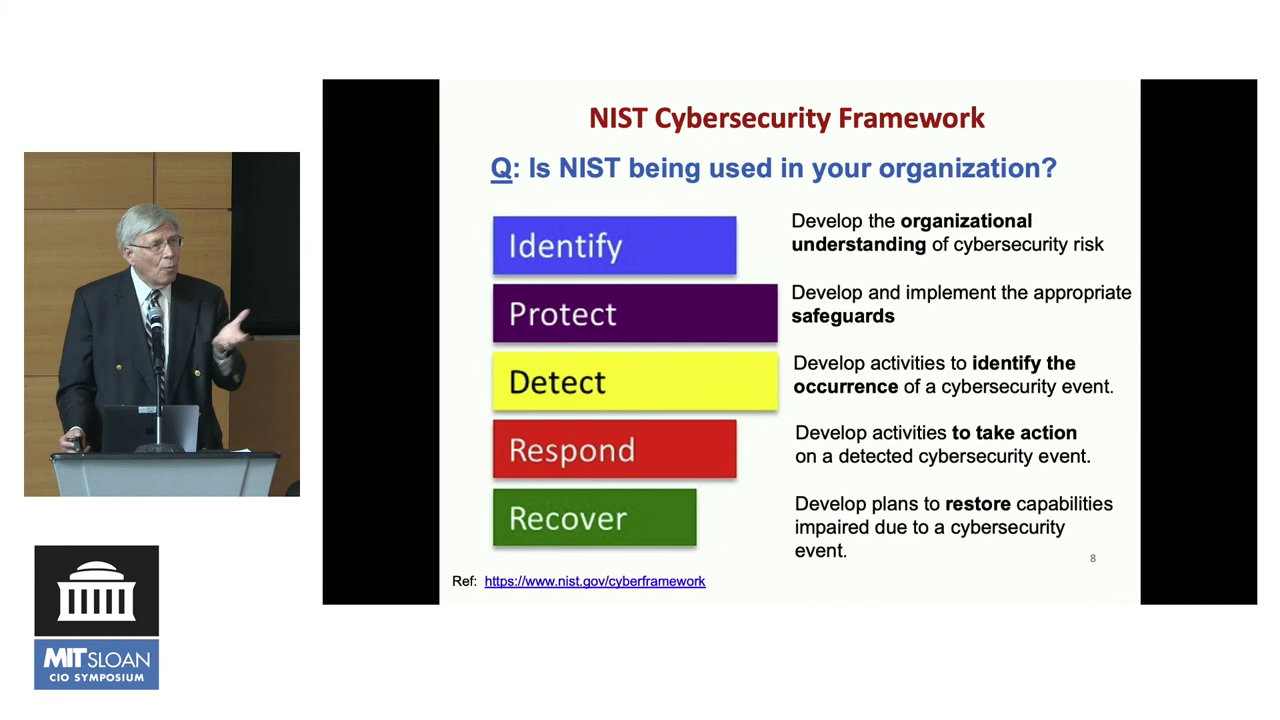 NIST Cybersecurity Framework
Q: Is NIST being used in your organization?
Identify
Develop the organizational
understanding of cybersecurity risk
Protect
Develop and implement the appropriate
safeguards
Detect
Develop activities to identify the
occurrence of a cybersecurity event.
Respond
Develop activities to take action
on a detected cybersecurity event.
Recover
Develop plans to restore capabilities
impaired due to a cybersecurity
event.
8
Ref: https://www.nist.gov/cyberframework
MIT SLOAN
CIO SYMPOSIUM